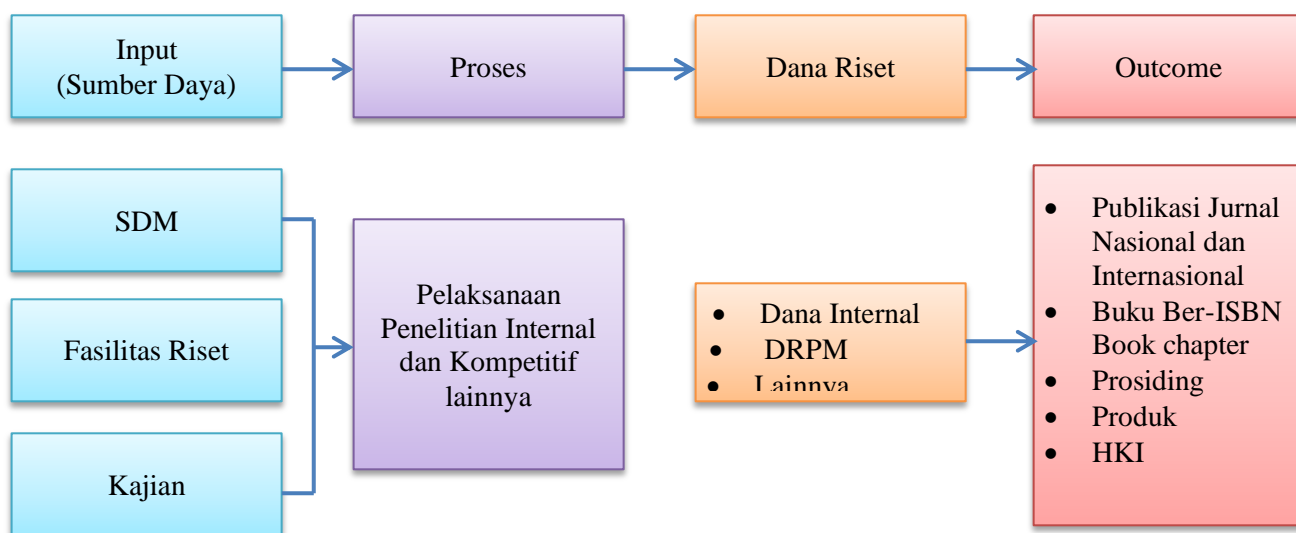 Input
(Sumber Daya)
Proses
Dana Riset
Outcome
SDM
Fasilitas Riset
Kajian
Pelaksanaan
Penelitian Internal
dan Kompetitif
lainnya
• Dana Internal
• DRPM
• Lainnya
• Publikasi Jurnal
Nasional dan
Internasional
• Buku Ber-ISBN
Book chapter
• Prosiding
• Produk
• HKI